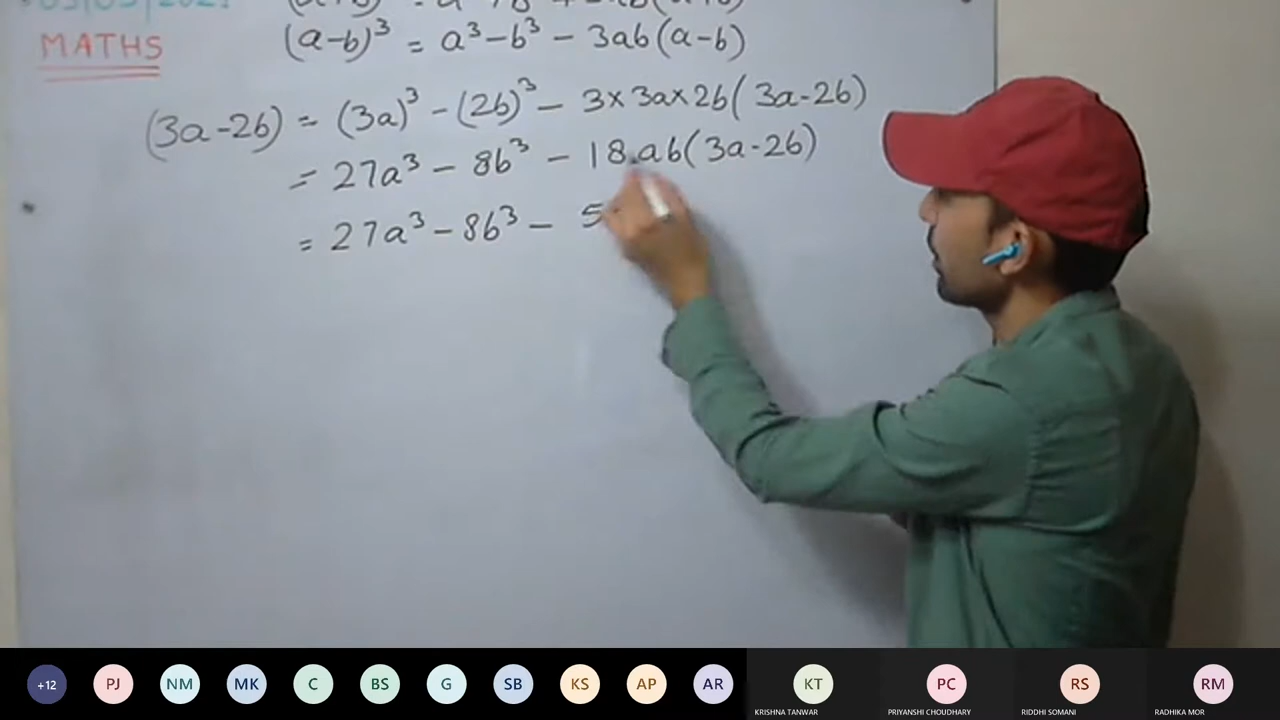 MATHS
(a-b)³ = a³-b³ - 3ab(a-b)
(3a-2b) = (3a)³ - (2b)³ - 3×3a×2b(3a-2b)
= 27a³ - 8b³ - 18ab(3a-2b)
= 27a³ - 8b³ - 5
+12 PJ NM MK C BS G SB KS AP AR KT PC RS RM
KRISHNA TANWAR PRIYANSHI CHOUDHARY RIDDHI SOMANI RADHIKA MOR